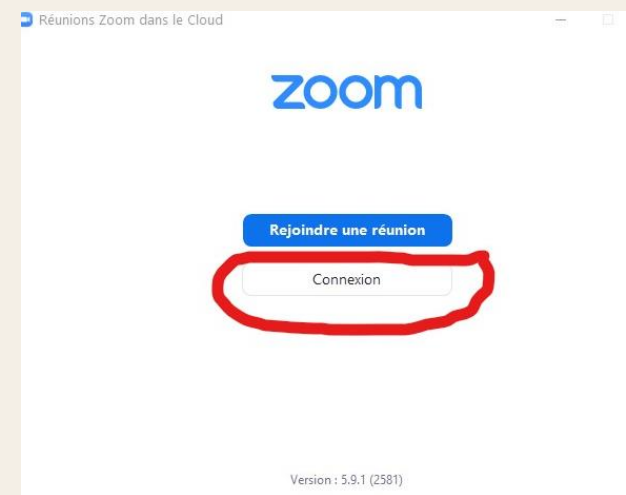 Réunions Zoom dans le Cloud
zoom
Rejoindre une réunion
Connexion
Version : 5.9.1 (2581)